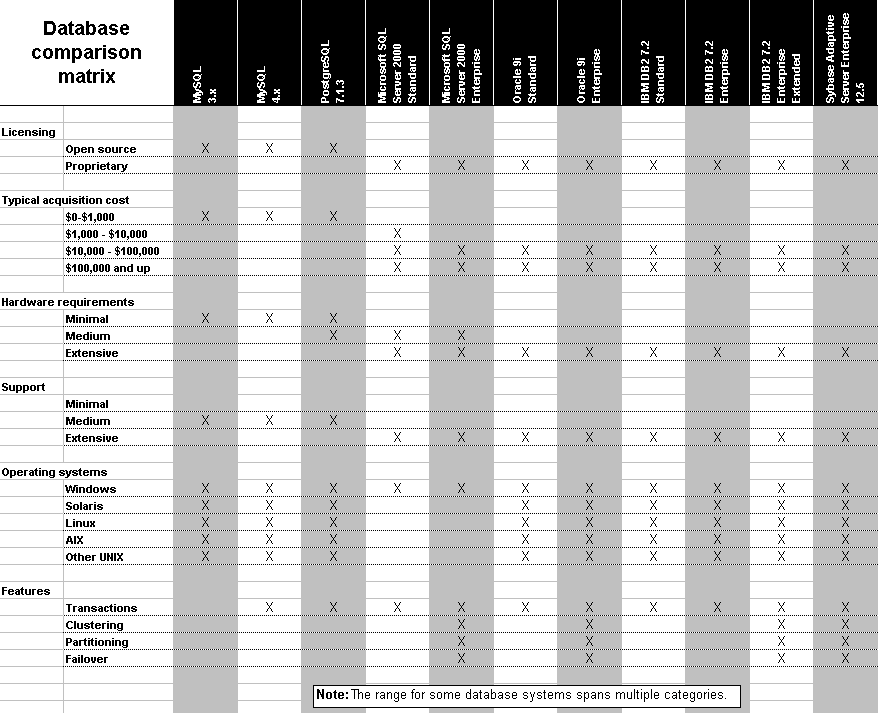 Database
comparison
matrix
MySQL
3.x
MySQL
4.x
PostgreSQL
7.1.3
Microsoft SQL
Server 2000
Standard
Microsoft SQL
Server 2000
Enterprise
Oracle 9i
Standard
Oracle 9i
Enterprise
IBM DB2 7.2
Standard
IBM DB2 7.2
Enterprise
IBM DB2 7.2
Enterprise
Extended
Sybase Adaptive
Server Enterprise
12.5
Licensing
Open source X X X
Proprietary X X X X X X X X
Typical acquisition cost
$0-$1,000 X X X
$1,000 - $10,000 X
$10,000 - $100,000 X X X X X X X X
$100,000 and up X X X X X X X X
Hardware requirements
Minimal X X X
Medium X X X
Extensive X X X X X X X X
Support
Minimal
Medium X X X
Extensive X X X X X X X X
Operating systems
Windows X X X X X X X X X X X
Solaris X X X X X X X X X
Linux X X X X X X X X X
AIX X X X X X X X X X
Other UNIX X X X X X X X X X
Features
Transactions X X X X X X X X X X
Clustering X X X X
Partitioning X X X X
Failover X X X X
Note: The range for some database systems spans multiple categories.